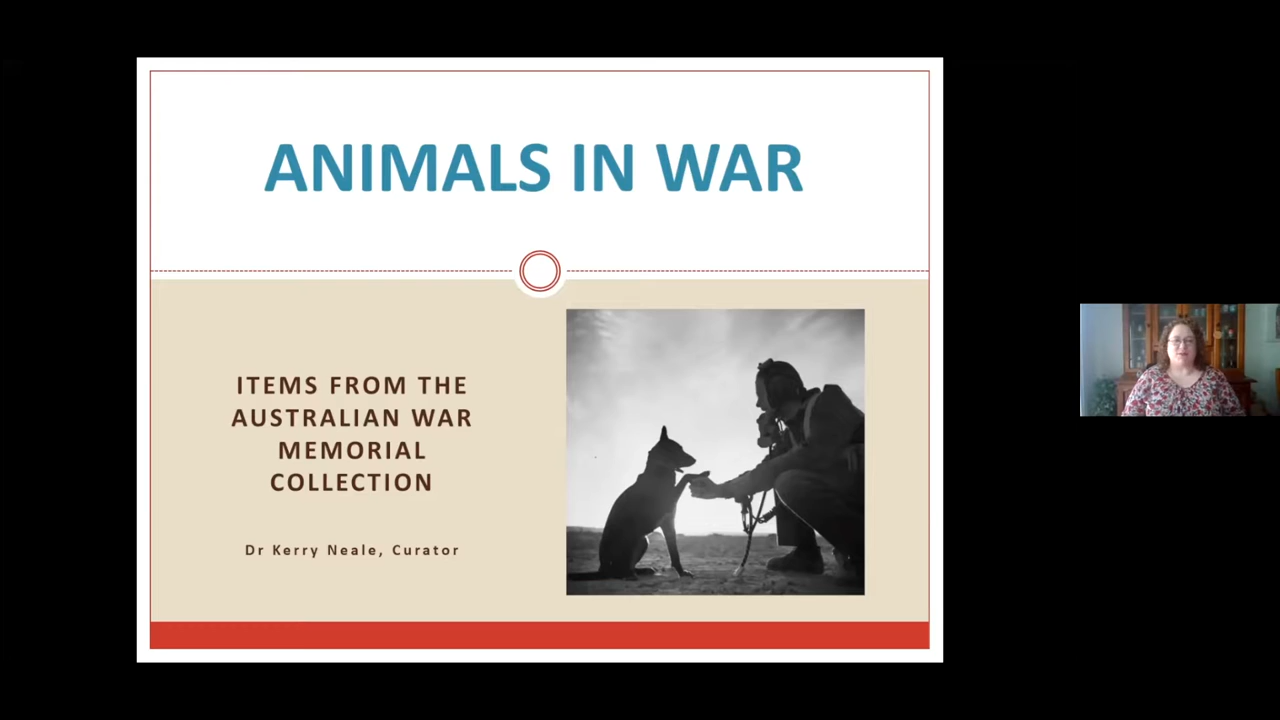 ANIMALS IN WAR
ITEMS FROM THE
AUSTRALIAN WAR
MEMORIAL
COLLECTION
Dr Kerry Neale, Curator